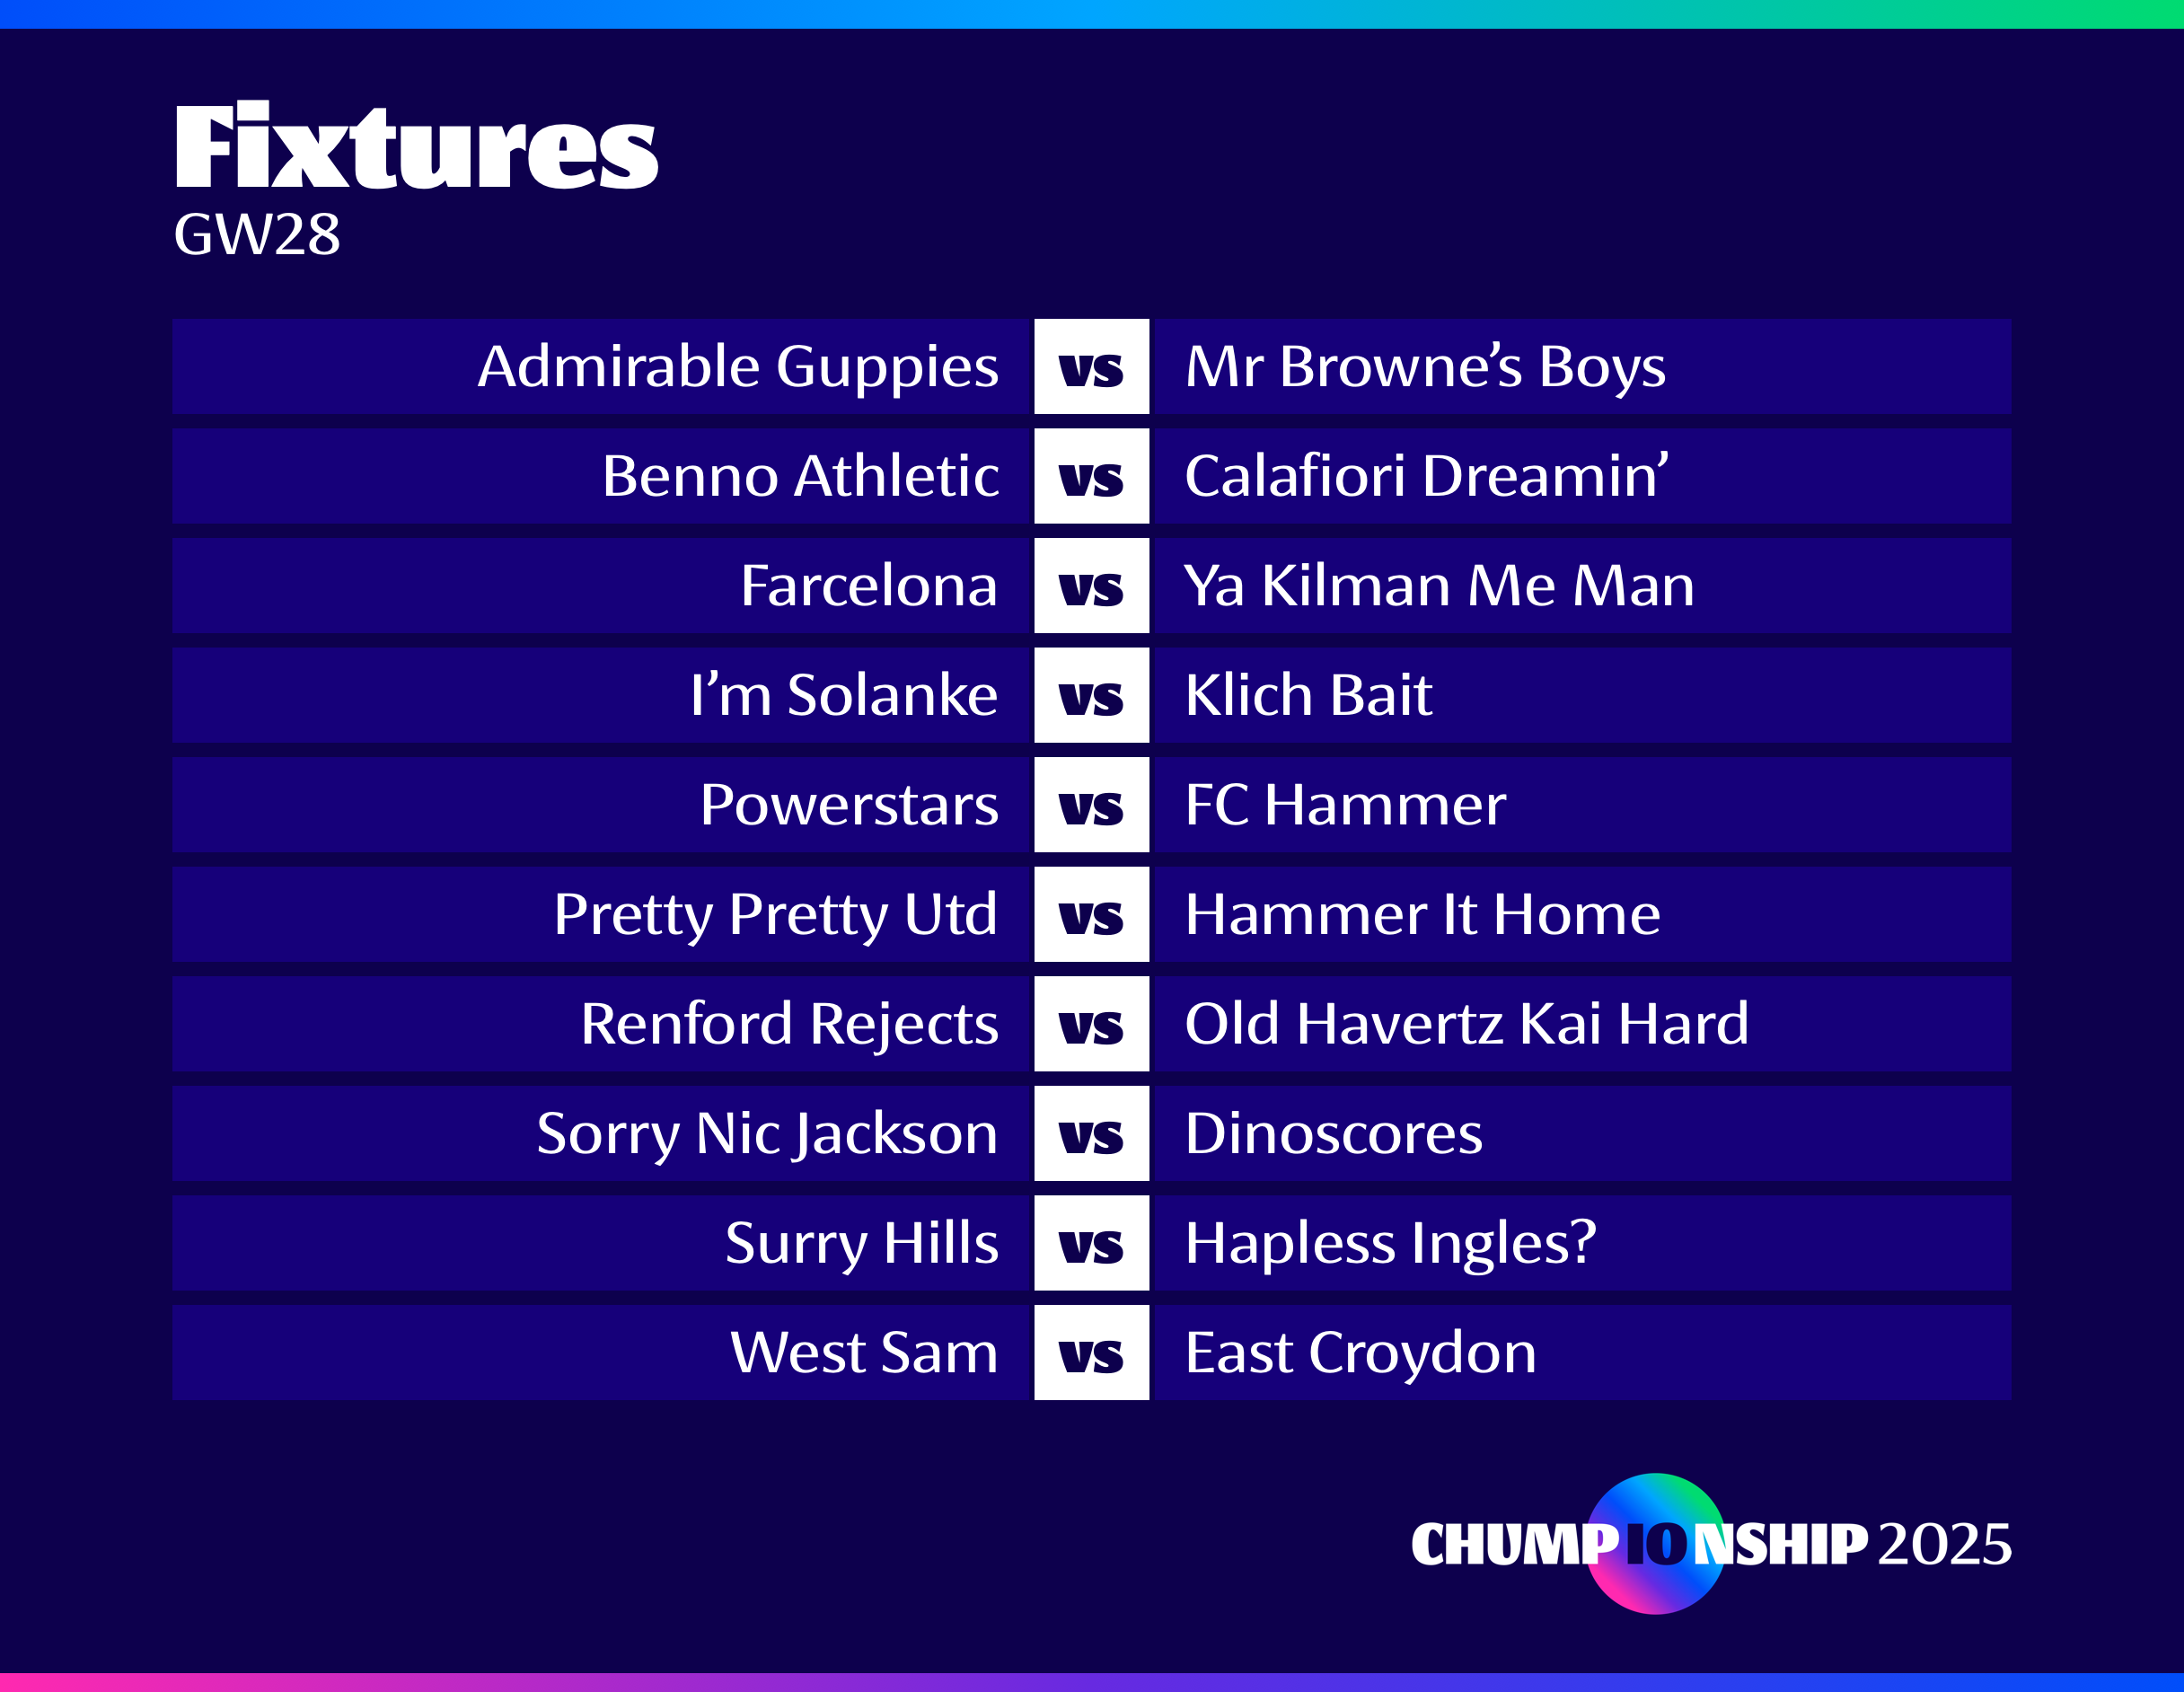 Fixtures
GW28
Admirable Guppies vs Mr Browne’s Boys
Benno Athletic vs Calafiori Dreamin’
Farcelona vs Ya Kilman Me Man
I’m Solanke vs Klich Bait
Powerstars vs FC Hammer
Pretty Pretty Utd vs Hammer It Home
Renford Rejects vs Old Havertz Kai Hard
Sorry Nic Jackson vs Dinoscores
Surry Hills vs Hapless Ingles?
West Sam vs East Croydon
CHUMPIONSHIP 2025